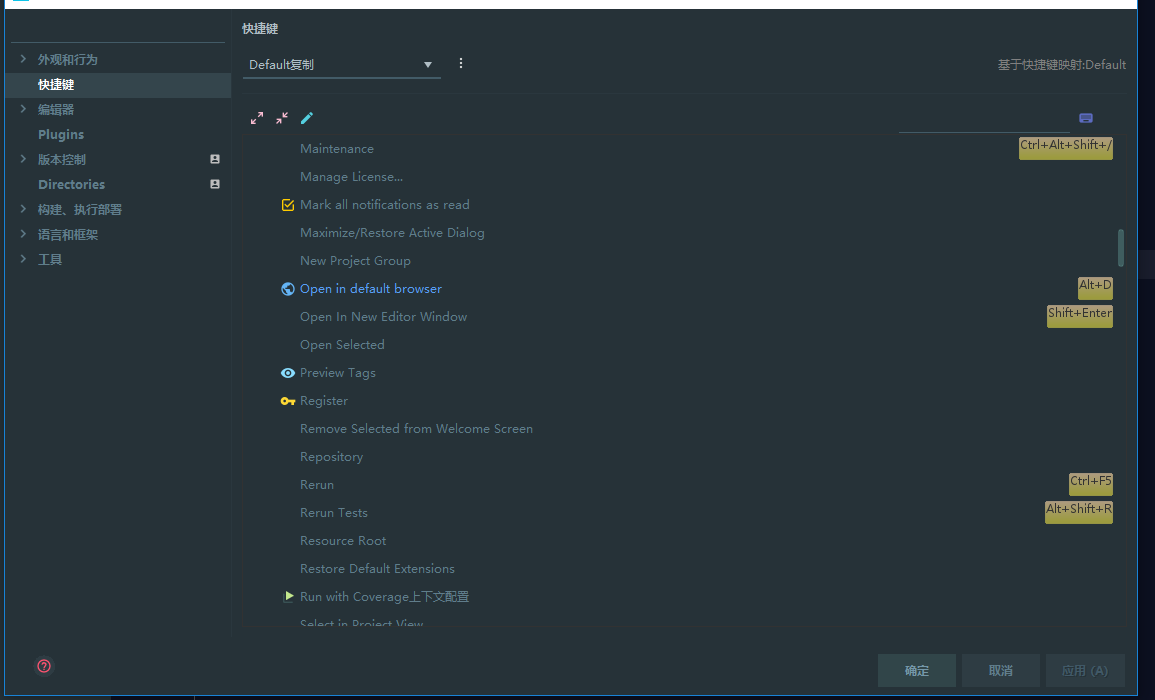 快捷键
Default复制
基于快捷键映射:Default
外观和行为
快捷键
编辑器
Plugins
版本控制
Directories
构建、执行部署
语言和框架
工具
Maintenance Ctrl+Alt+Shift+/
Manage License...
Mark all notifications as read
Maximize/Restore Active Dialog
New Project Group
Open in default browser Alt+D
Open In New Editor Window Shift+Enter
Open Selected
Preview Tags
Register
Remove Selected from Welcome Screen
Repository
Rerun Ctrl+F5
Rerun Tests Alt+Shift+R
Resource Root
Restore Default Extensions
Run with Coverage上下文配置
Select in Project View
确定 取消 应用 (A)